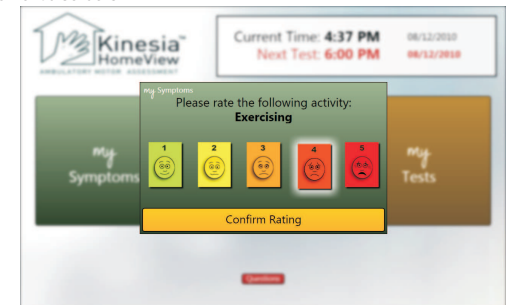 Kinesia™
HomeView
AMBULATORY MOTOR ASSESSMENT
Current Time: 4:37 PM 08/12/2010
Next Test: 6:00 PM 08/12/2010
my Symptoms
Please rate the following activity:
Exercising
1 2 3 4 5
Confirm Rating
my
Symptoms
my
Tests
Questions